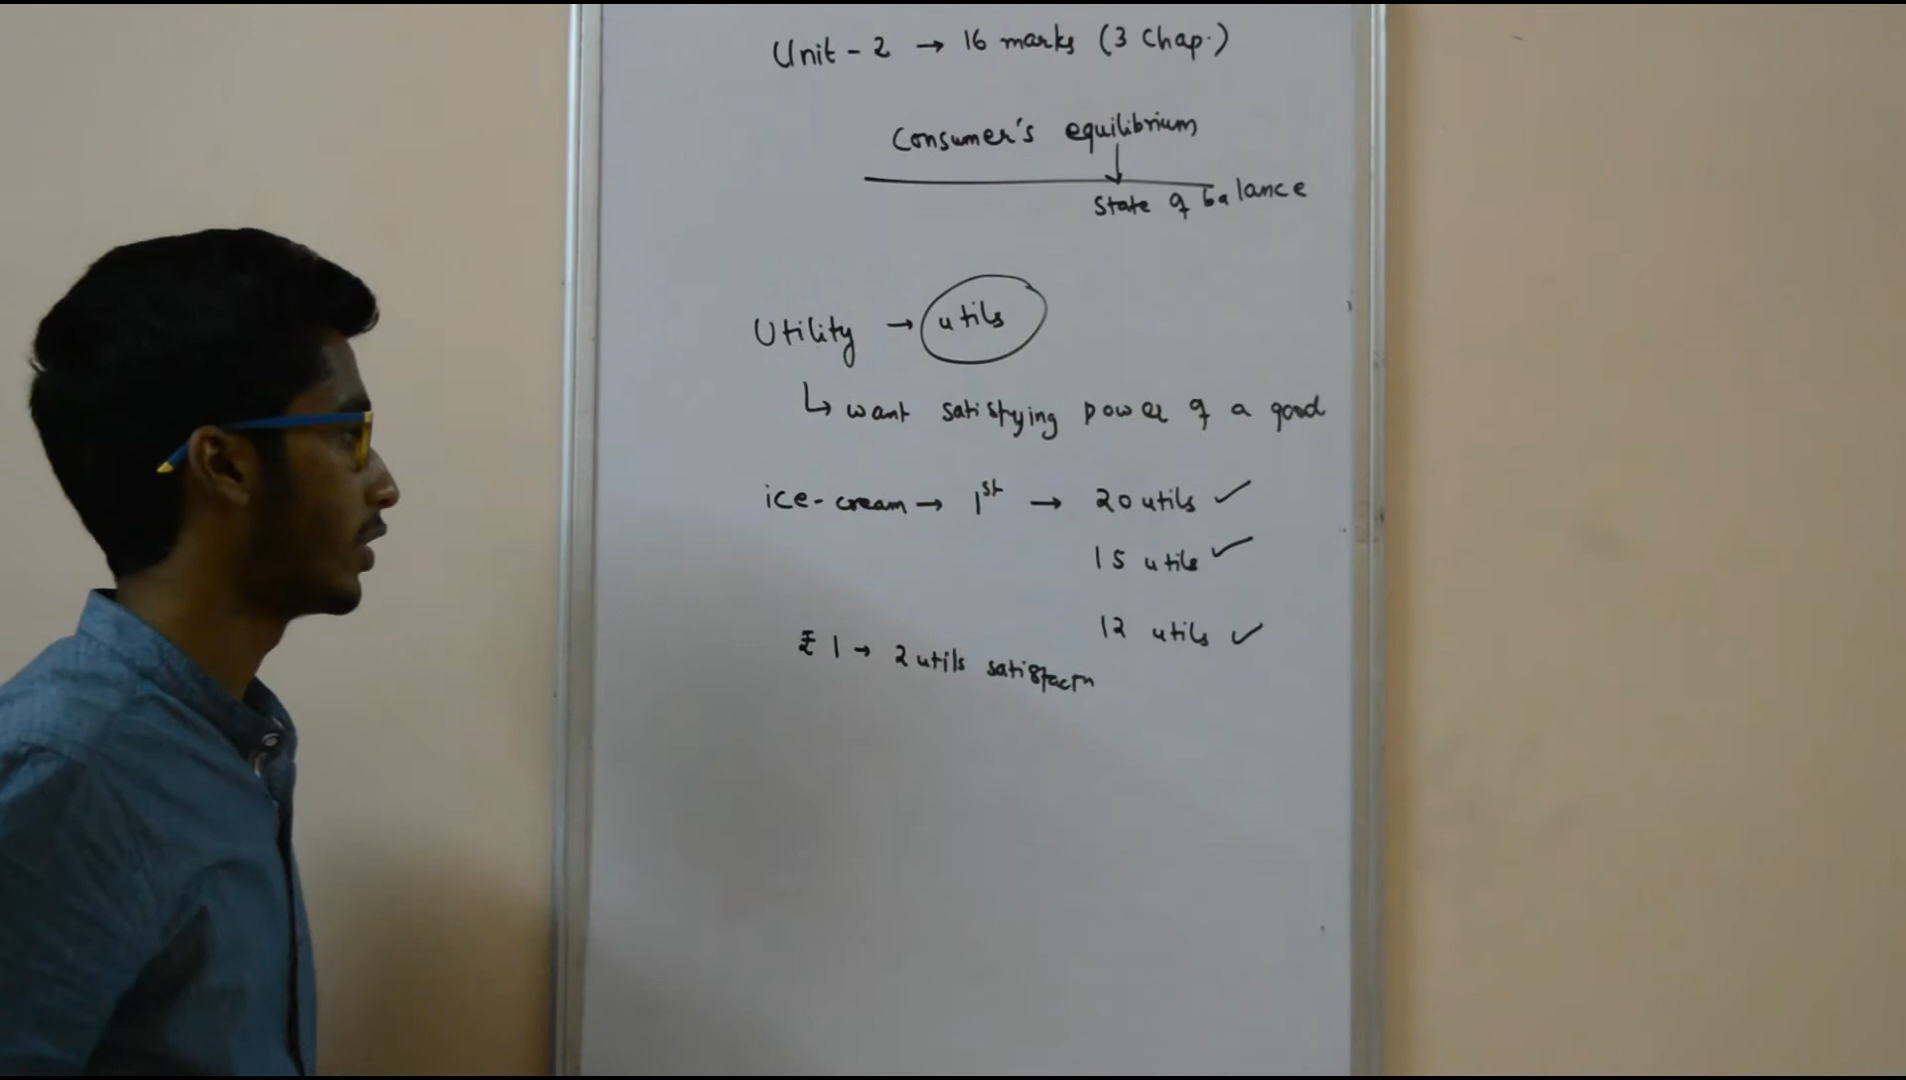 Unit - 2 → 16 marks (3 Chap.)
Consumer's equilibrium
↓
State of balance
Utility → utils
↳ want satisfying power of a good
ice-cream → 1st → 20 utils ✓
15 utils ✓
12 utils ✓
₹ 1 → 2 utils satisfactn